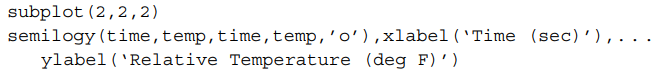 subplot(2,2,2)
semilogy(time,temp,time,temp,’o’),xlabel(‘Time (sec)’),...
ylabel(‘Relative Temperature (deg F)’)